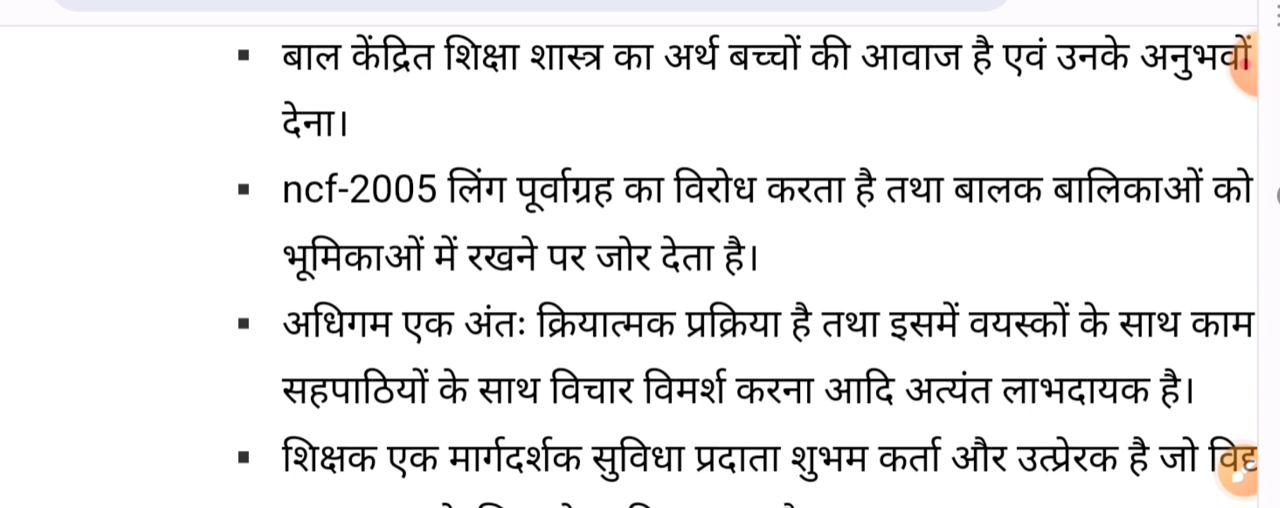 बाल केंद्रित शिक्षा शास्त्र का अर्थ बच्चों की आवाज है एवं उनके अनुभवों
देना।
ncf-2005 लिंग पूर्वाग्रह का विरोध करता है तथा बालक बालिकाओं को
भूमिकाओं में रखने पर जोर देता है।
अधिगम एक अंतः क्रियात्मक प्रक्रिया है तथा इसमें वयस्कों के साथ काम
सहपाठियों के साथ विचार विमर्श करना आदि अत्यंत लाभदायक है।
शिक्षक एक मार्गदर्शक सुविधा प्रदाता शुभम कर्ता और उत्प्रेरक है जो